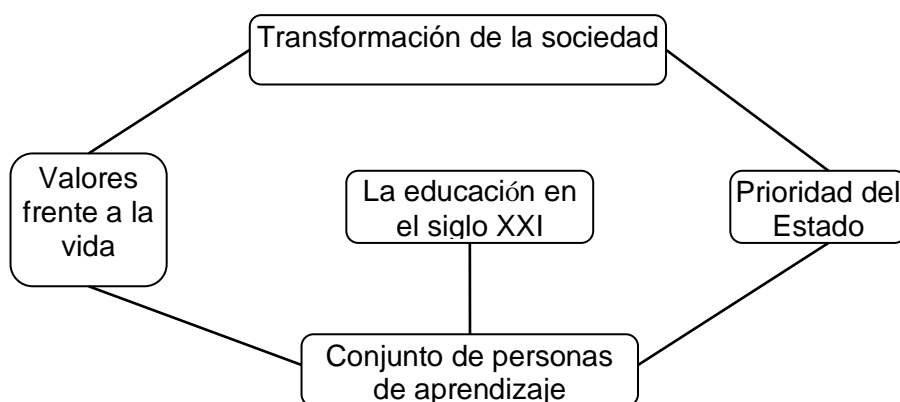 Transformación de la sociedad
Valores
frente a la
vida
La educación en
el siglo XXI
Prioridad del
Estado
Conjunto de personas
de aprendizaje